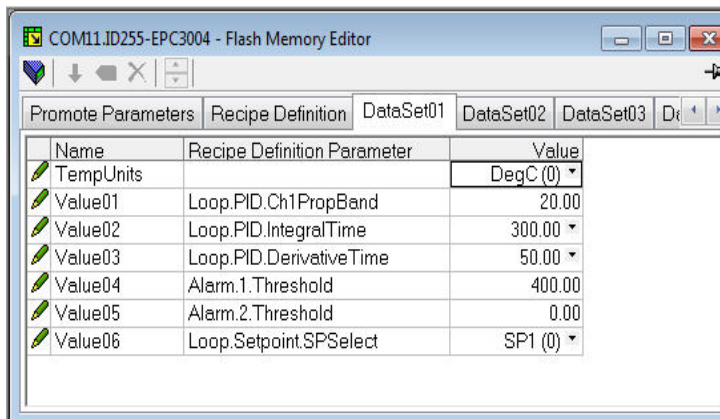 COM11.ID255-EPC3004 - Flash Memory Editor
Promote Parameters Recipe Definition DataSet01 DataSet02 DataSet03
Name Recipe Definition Parameter Value
TempUnits DegC (0)
Value01 Loop.PID.Ch1PropBand 20.00
Value02 Loop.PID.IntegralTime 300.00
Value03 Loop.PID.DerivativeTime 50.00
Value04 Alarm.1.Threshold 400.00
Value05 Alarm.2.Threshold 0.00
Value06 Loop.Setpoint.SPSelect SP1 (0)